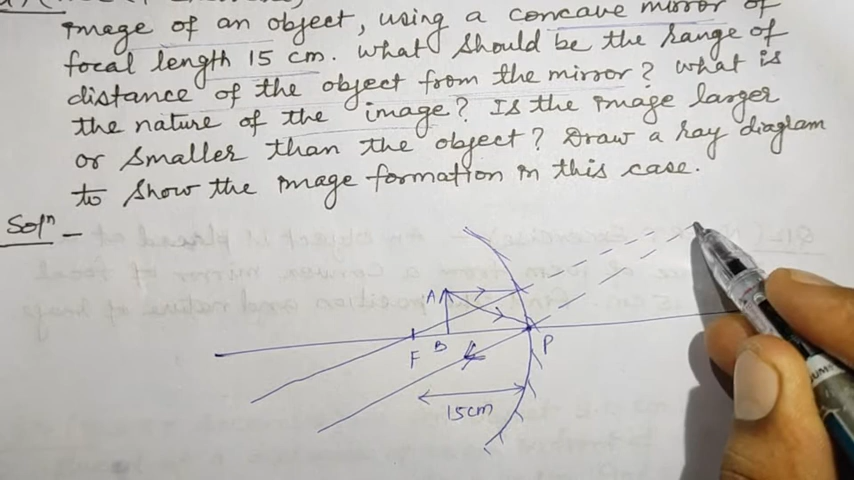 image of an object, using a concave mirror of
focal length 15 cm. What should be the range of
distance of the object from the mirror? What is
the nature of the image? Is the image larger
or smaller than the object? Draw a ray diagram
to show the image formation in this case.
Solⁿ -
A
F B P
15cm